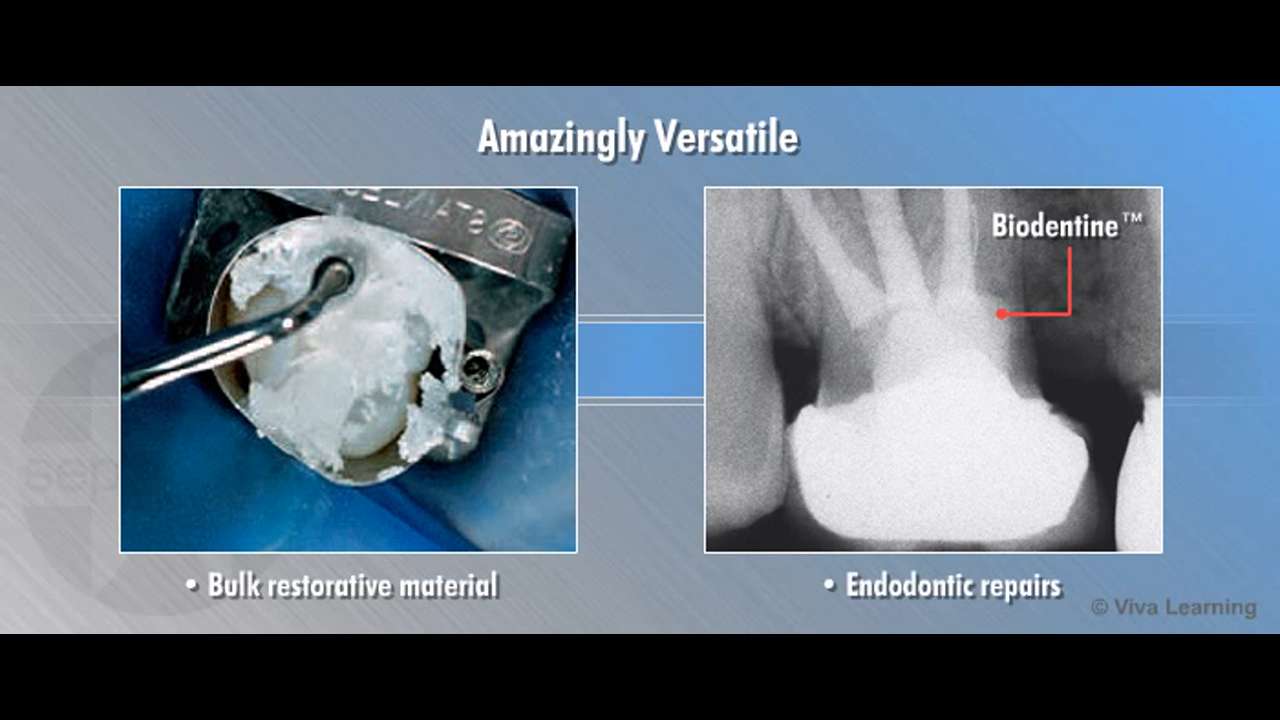 Amazingly Versatile
Biodentine™
• Bulk restorative material
• Endodontic repairs
© Viva Learning